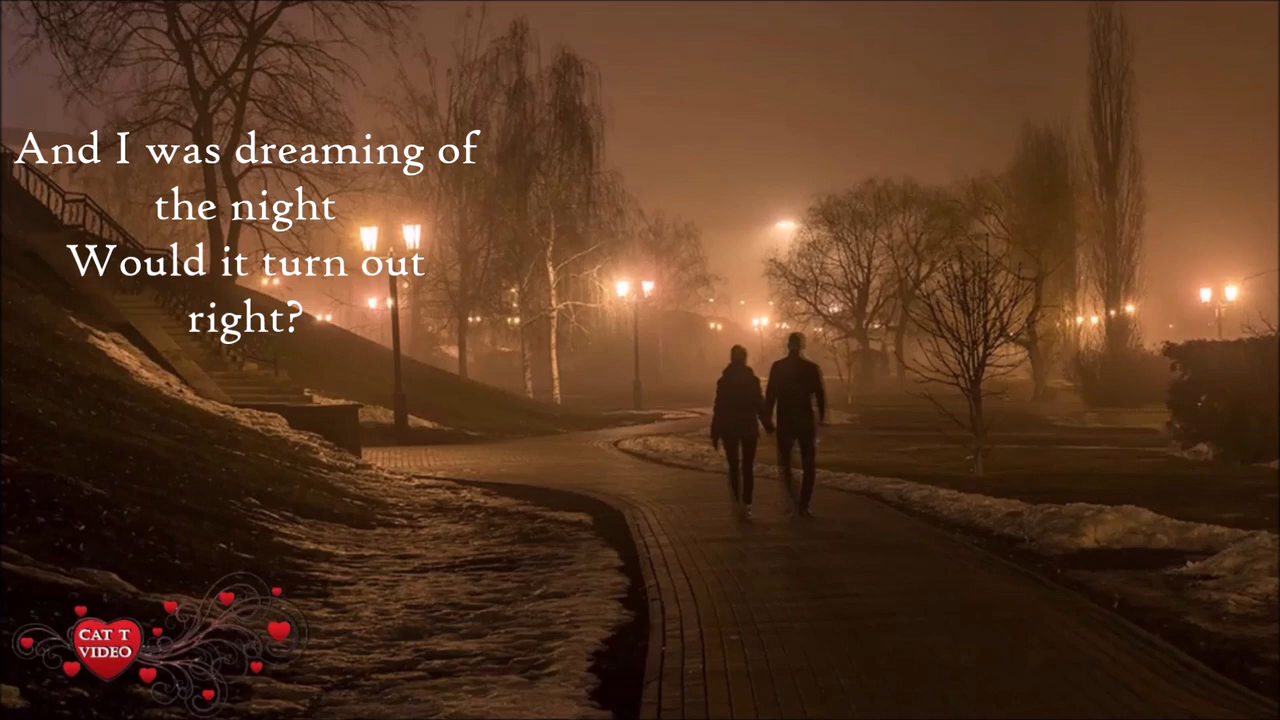 And I was dreaming of
the night
Would it turn out
right?
CAT T
VIDEO